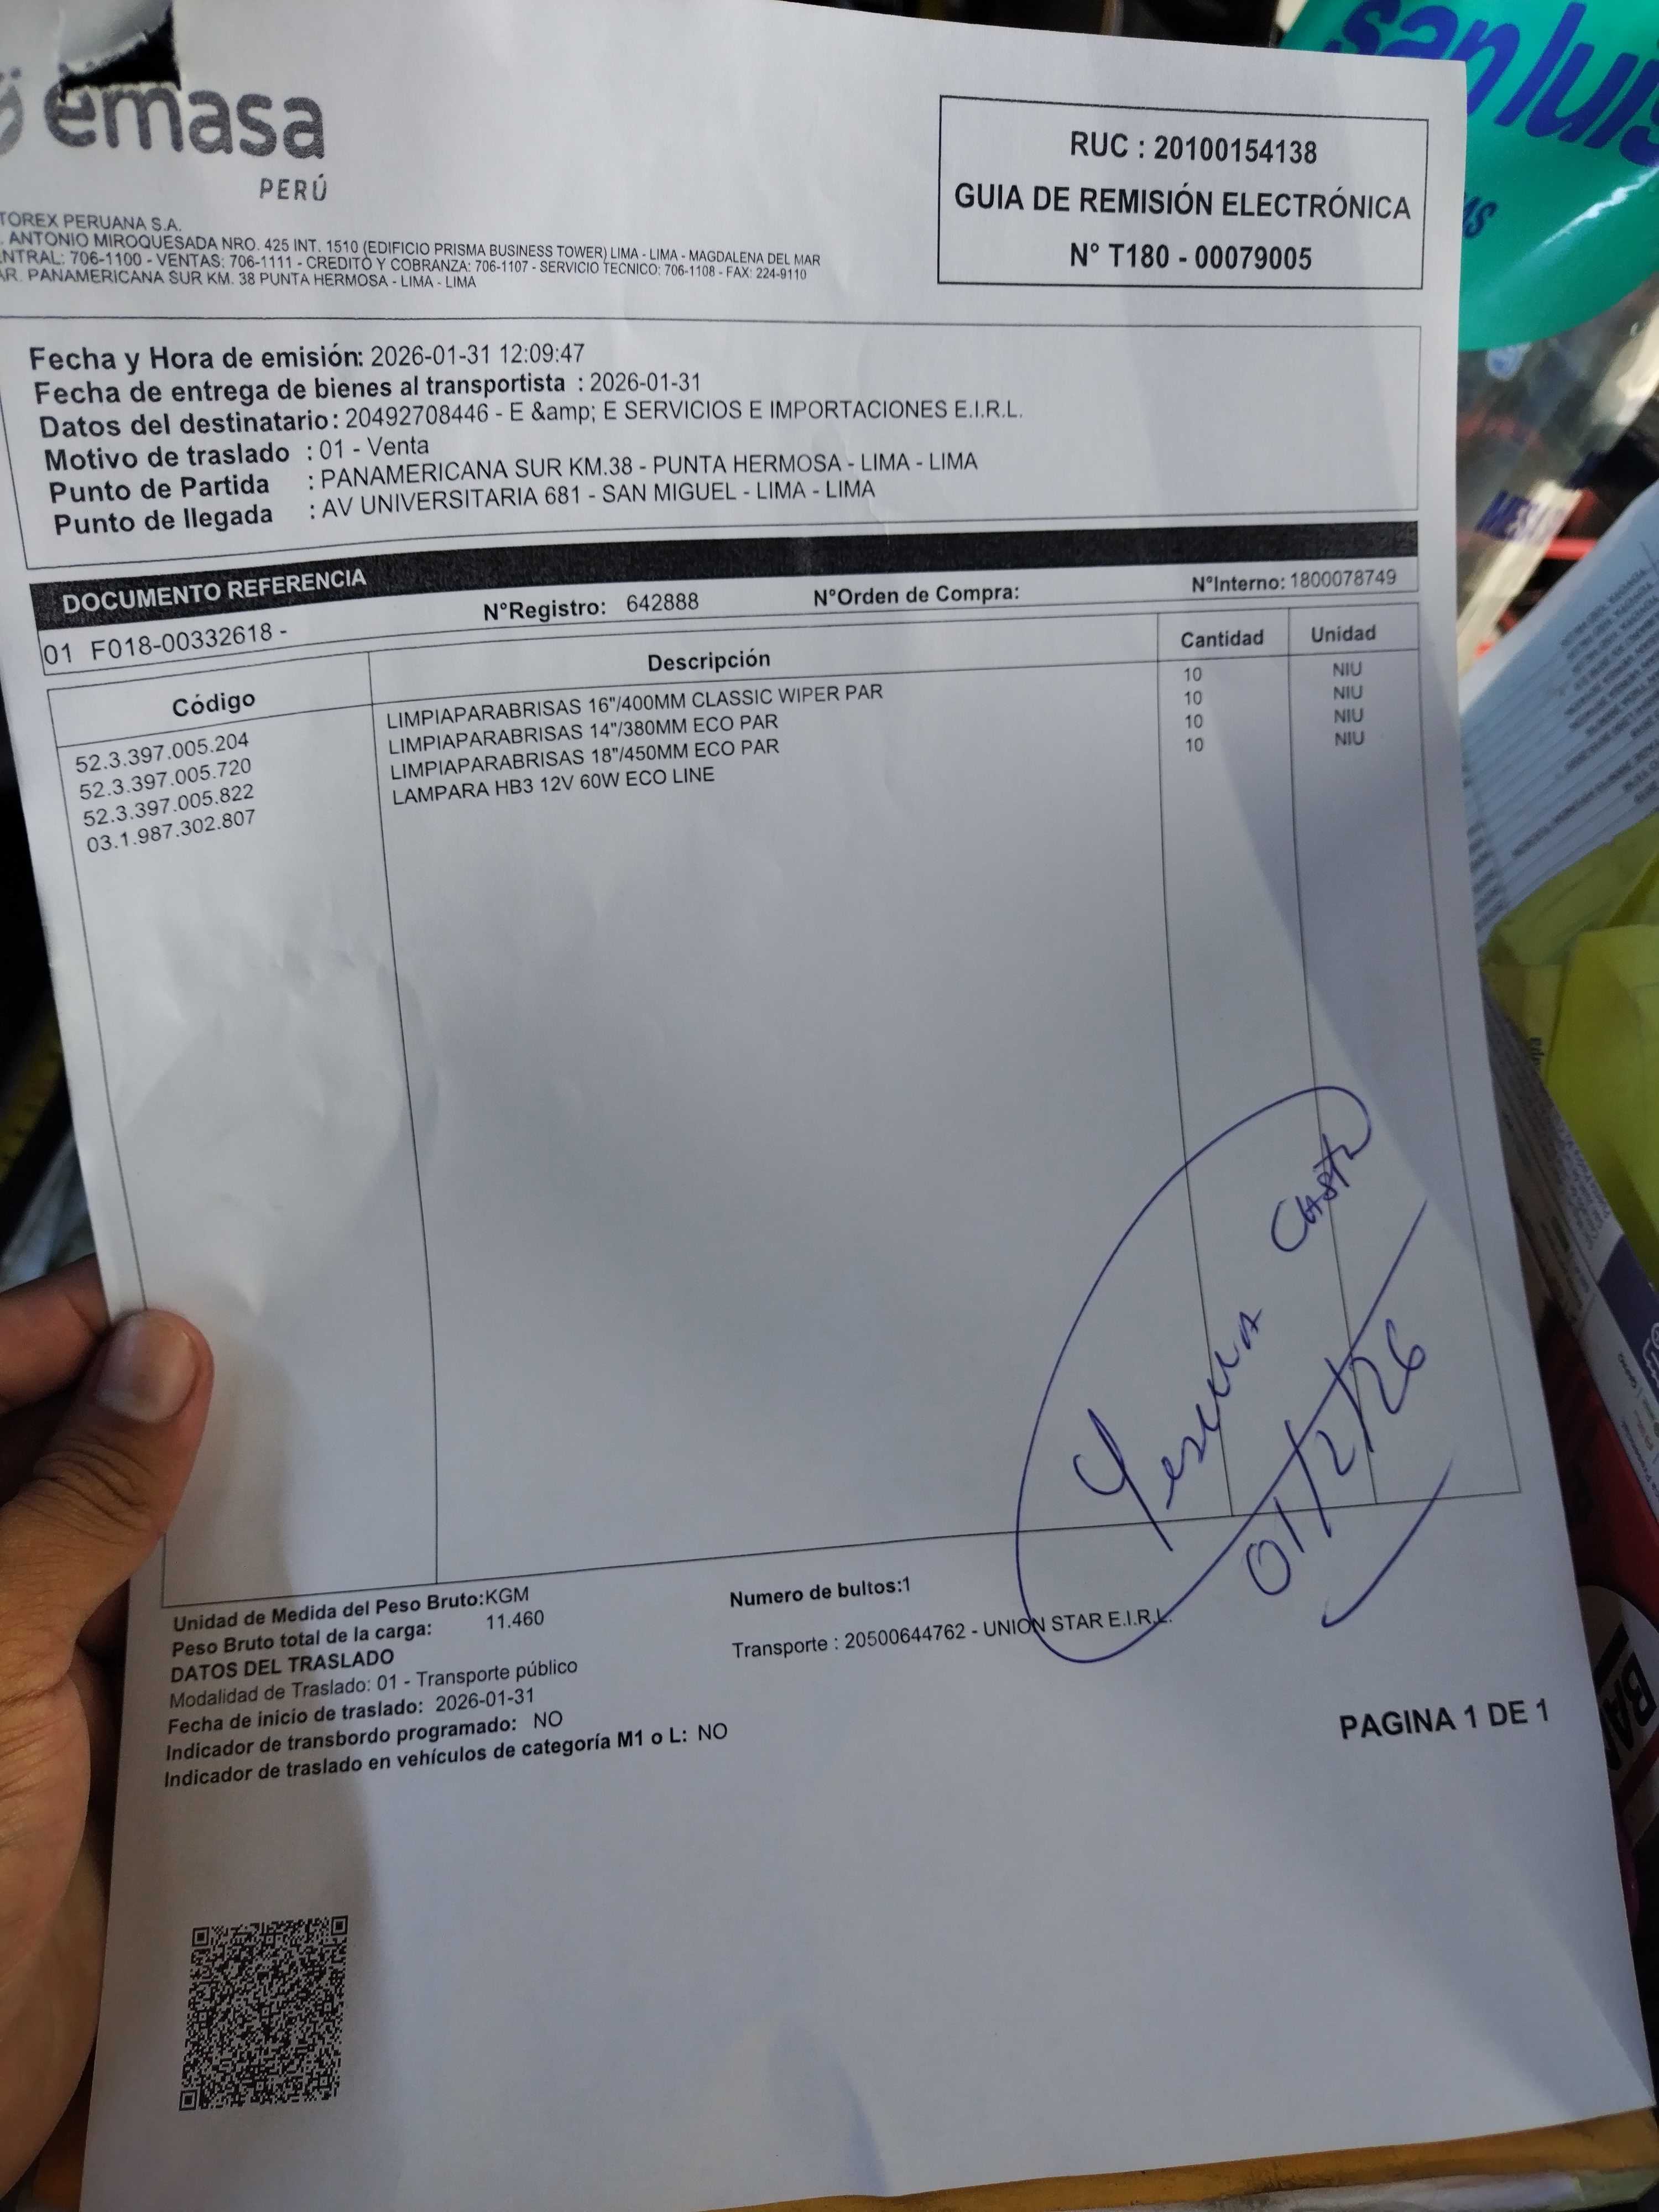 emasa
PERÚ
TOREX PERUANA S.A.
. ANTONIO MIROQUESADA NRO. 425 INT. 1510 (EDIFICIO PRISMA BUSINESS TOWER) LIMA - LIMA - MAGDALENA DEL MAR
NTRAL: 706-1100 - VENTAS: 706-1111 - CREDITO Y COBRANZA: 706-1107 - SERVICIO TECNICO: 706-1108 - FAX: 224-9110
AR. PANAMERICANA SUR KM. 38 PUNTA HERMOSA - LIMA - LIMA
RUC : 20100154138
GUIA DE REMISIÓN ELECTRÓNICA
N° T180 - 00079005
san luis
Fecha y Hora de emisión: 2026-01-31 12:09:47
Fecha de entrega de bienes al transportista : 2026-01-31
Datos del destinatario: 20492708446 - E &amp; E SERVICIOS E IMPORTACIONES E.I.R.L.
Motivo de traslado : 01 - Venta
Punto de Partida : PANAMERICANA SUR KM.38 - PUNTA HERMOSA - LIMA - LIMA
Punto de llegada : AV UNIVERSITARIA 681 - SAN MIGUEL - LIMA - LIMA
DOCUMENTO REFERENCIA
01 F018-00332618 - N°Registro: 642888 N°Orden de Compra: N°Interno: 1800078749
Código Descripción Cantidad Unidad
52.3.397.005.204 LIMPIAPARABRISAS 16"/400MM CLASSIC WIPER PAR 10 NIU
52.3.397.005.720 LIMPIAPARABRISAS 14"/380MM ECO PAR 10 NIU
52.3.397.005.822 LIMPIAPARABRISAS 18"/450MM ECO PAR 10 NIU
03.1.987.302.807 LAMPARA HB3 12V 60W ECO LINE 10 NIU
01/2/26
Unidad de Medida del Peso Bruto:KGM
Peso Bruto total de la carga: 11.460
Numero de bultos:1
Transporte : 20500644762 - UNION STAR E.I.R.L.
DATOS DEL TRASLADO
Modalidad de Traslado: 01 - Transporte público
Fecha de inicio de traslado: 2026-01-31
Indicador de transbordo programado: NO
Indicador de traslado en vehículos de categoría M1 o L: NO
PAGINA 1 DE 1